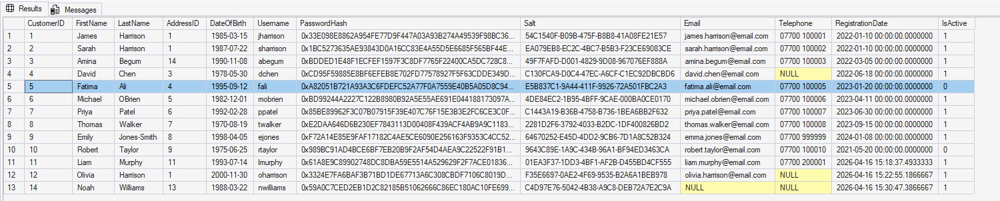 Results Messages
CustomerID FirstName LastName AddressID DateOfBirth Username PasswordHash Salt Email Telephone RegistrationDate IsActive
1 1 James Harrison 1 1985-03-15 jharrison 0x33E098E8862A954FE77D9F447A03A93B274A49539F98BC36... 54C1540F-B09B-475F-B8B8-41A08FE21E57 james.harrison@email.com 07700 100001 2022-01-10 00:00:00.0000000 1
2 2 Sarah Harrison 1 1987-07-22 sharrison 0x1BC5273635AE93843D0A16CC83E4A55D5E6685F565BF44E... EA079EB8-EC2C-4BC7-B5B3-F23CE69083CE sarah.harrison@email.com 07700 100002 2022-01-10 00:00:00.0000000 1
3 3 Amina Begum 14 1990-11-08 abegum 0xBDDED1E48F1ECFEF1597F3C8DF7765F22400CA5DC728C8... 49F7FAFD-D001-4829-9D08-967076EF888A amina.begum@email.com 07700 100003 2022-03-05 00:00:00.0000000 1
4 4 David Chen 3 1978-05-30 dchen 0xCD95F59885E8BF6EFEB8E702FD77578927F5F63CDDE349D... C130FCA9-D0C4-47EC-A6CF-C1EC92DBCBD6 david.chen@email.com NULL 2022-06-18 00:00:00.0000000 1
5 5 Fatima Ali 4 1995-09-12 fali 0xA82051B721A93A3C6FDEFC52A77F0A7559E40B5A05D8C94... E5B837C1-9A44-411F-9926-72A501FBC2A3 fatima.ali@email.com 07700 100005 2023-01-20 00:00:00.0000000 0
6 6 Michael OBrien 5 1982-12-01 mobrien 0xBD99244A2227C122B8980B92A5E55AE691E044188173097A... 4DE84EC2-1B95-4BFF-9CAE-000BA0CE0170 michael.obrien@email.com 07700 100006 2023-04-11 00:00:00.0000000 1
7 7 Priya Patel 6 1992-02-28 ppatel 0x85BE89962F3C07B07915F39E407C76F15E3B3E2FC6CE3C0F... C1443A19-B36B-4758-B736-1BEA6BB2F632 priya.patel@email.com 07700 100007 2023-06-30 00:00:00.0000000 1
8 8 Thomas Walker 7 1970-08-19 twalker 0xE2DAA646D6B230EF7843113D00408F439ACF4AB9A9C1183... 2281D2F6-3792-4033-B2DC-1DF400826BD2 thomas.walker@email.com 07700 100008 2023-09-15 00:00:00.0000000 1
9 9 Emily Jones-Smith 8 1998-04-05 ejones 0xF72A14E85E9FAF17182C4AE5CE6090E256163F9353C4CC52... 64670252-E45D-4DD2-9CB6-7D1A8C52B324 emma.jones@email.com 07700 999999 2024-01-08 00:00:00.0000000 1
10 10 Robert Taylor 9 1975-06-25 rtaylor 0x989BC91AD4BCE6BF7EB20B9F2AF54D4AEA9C22522F91B1... 9643C89E-1A9C-434B-96A1-BF94ED3463CA robert.taylor@email.com 07700 100010 2021-05-20 00:00:00.0000000 0
11 11 Liam Murphy 11 1993-07-14 lmurphy 0x61A8E9C89902748DC8DBA59E5514A529629F2F7ACE01836... 01EA3F37-1DD3-4BF1-AF2B-D455BD4CF555 liam.murphy@email.com 07700 200001 2026-04-16 15:18:37.4933333 1
12 12 Olivia Harrison 1 2000-11-30 oharrison 0x3324E7FA6BAF3B71BD1DE67713A6C308CBDF7106C8019D... F35E6697-0AE2-4F69-9535-B2A6A1BEB978 olivia.harrison@email.com NULL 2026-04-16 15:22:55.1866667 1
13 14 Noah Williams 13 1988-03-22 nwilliams 0x59A0C7CED2EB1D2C82185B51062666C86EC180AC10FE699... C4D97E76-5042-4B38-A9C8-DEB72A7E2C9A NULL NULL 2026-04-16 15:30:47.3866667 1